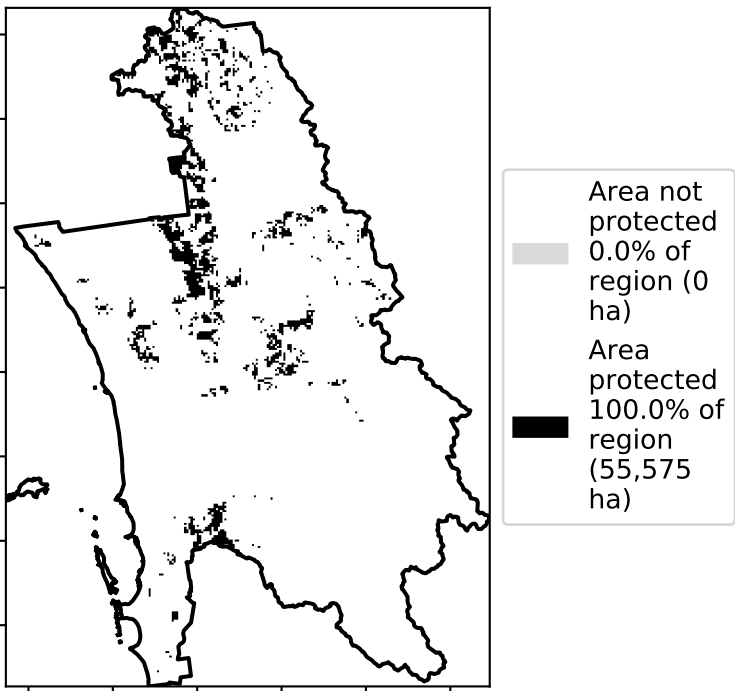 Area not
protected
0.0% of
region (0
ha)
Area
protected
100.0% of
region
(55,575
ha)